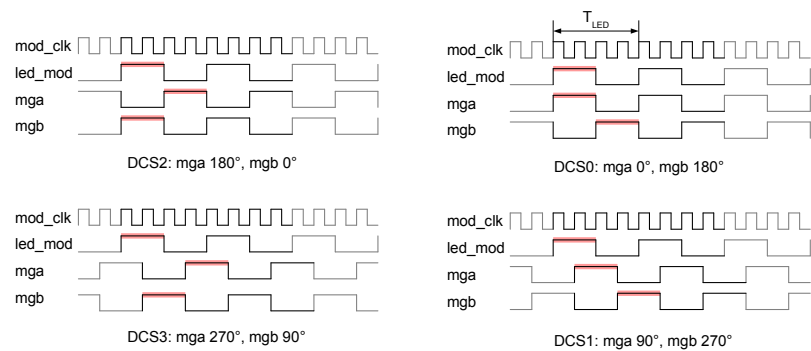 mod_clk
led_mod
mga
mgb
DCS2: mga 180°, mgb 0°
T_LED
mod_clk
led_mod
mga
mgb
DCS0: mga 0°, mgb 180°
mod_clk
led_mod
mga
mgb
DCS3: mga 270°, mgb 90°
mod_clk
led_mod
mga
mgb
DCS1: mga 90°, mgb 270°